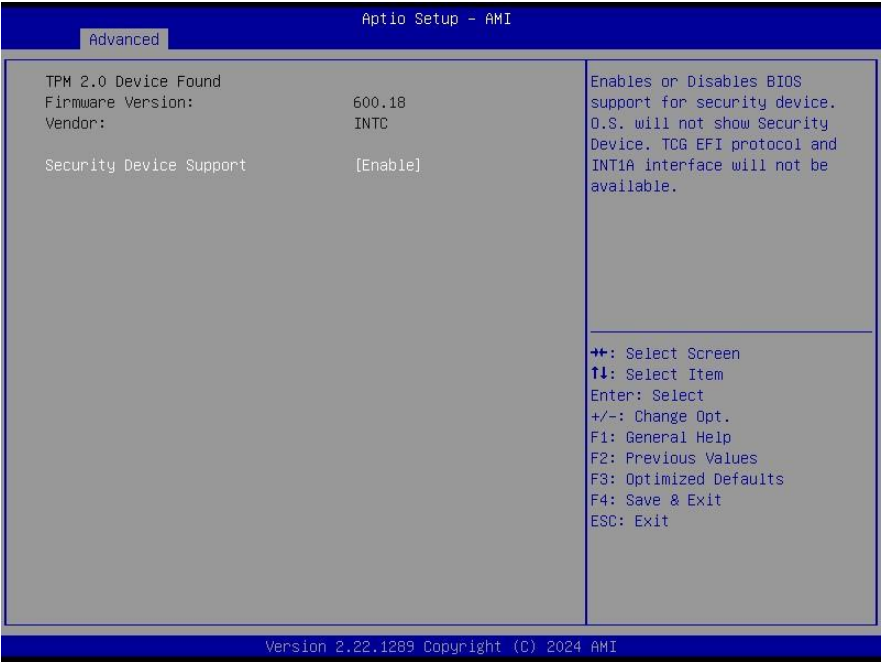 Aptio Setup - AMI
Advanced
TPM 2.0 Device Found
Firmware Version: 600.18
Vendor: INTC
Security Device Support [Enable]
Enables or Disables BIOS
support for security device.
O.S. will not show Security
Device. TCG EFI protocol and
INT1A interface will not be
available.
→←: Select Screen
↑↓: Select Item
Enter: Select
+/-: Change Opt.
F1: General Help
F2: Previous Values
F3: Optimized Defaults
F4: Save & Exit
ESC: Exit
Version 2.22.1289 Copyright (C) 2024 AMI